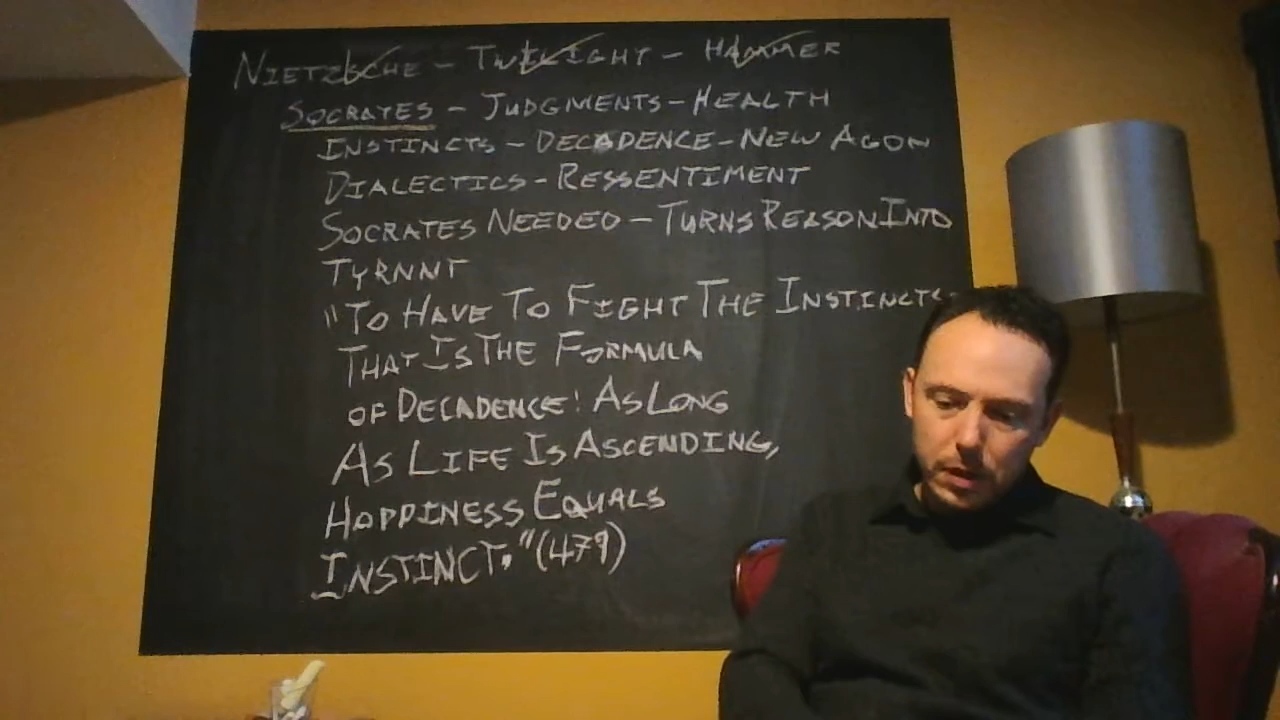 NIETZSCHE - TWILIGHT - HAMMER
SOCRATES - JUDGMENTS - HEALTH
INSTINCTS - DECADENCE - NEW AGON
DIALECTICS - RESSENTIMENT
SOCRATES NEEDED - TURNS REASON INTO
TYRNNT
"TO HAVE TO FIGHT THE INSTINCTS-
THAT IS THE FORMULA
OF DECADENCE: AS LONG
AS LIFE IS ASCENDING,
HAPPINESS EQUALS
INSTINCT." (479)